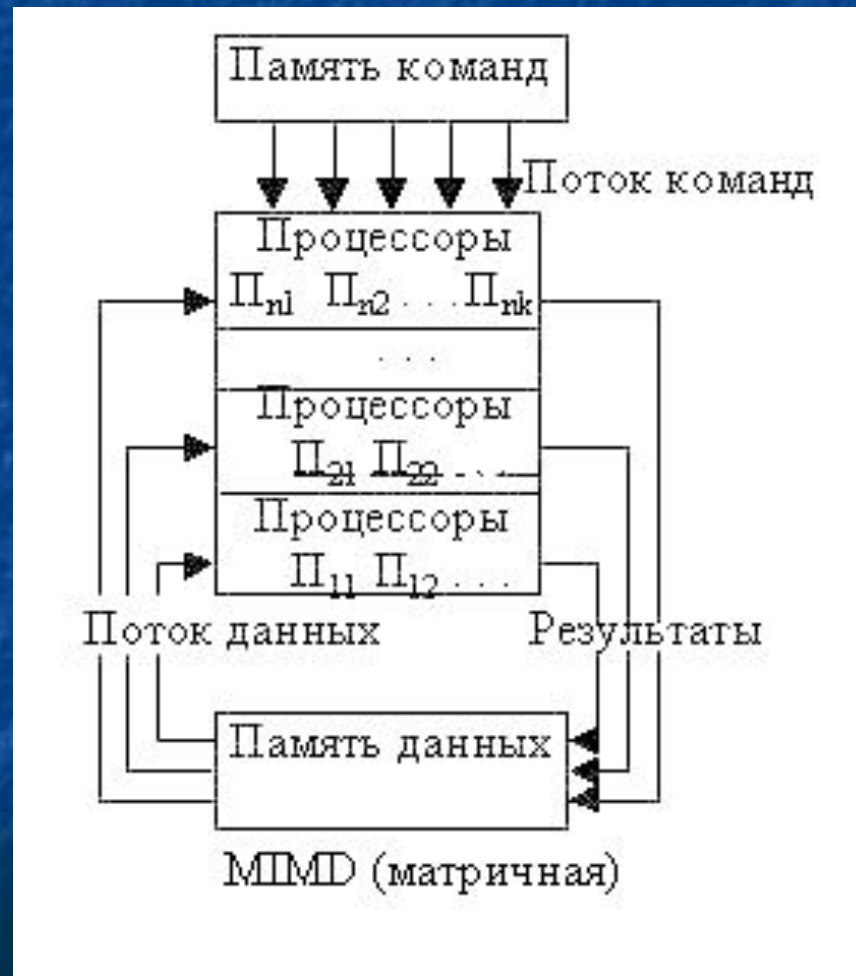 Память команд
Поток команд
Процессоры
Пn1 Пn2 . . . Пnk
. . .
Процессоры
П21 П22 . . .
Процессоры
П11 П12 . . .
Поток данных
Результаты
Память данных
MIMD (матричная)